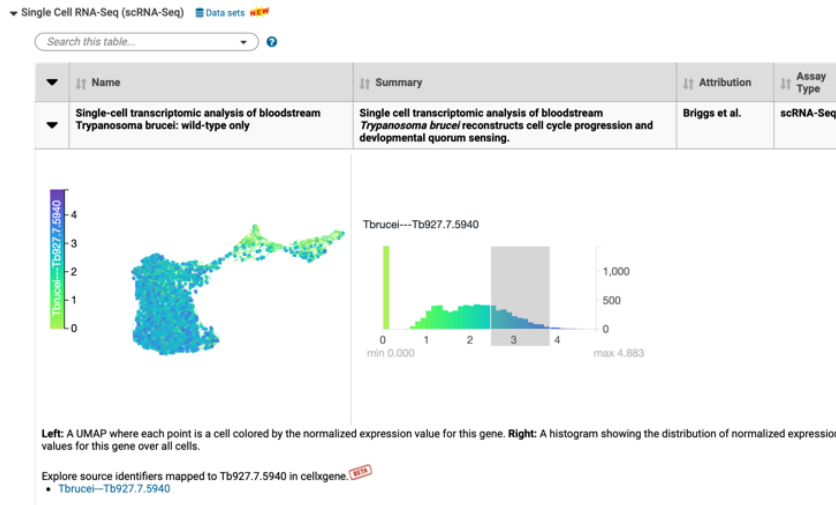 Single Cell RNA-Seq (scRNA-Seq) Data sets NEW
Search this table...
Name Summary Attribution Assay Type
Single-cell transcriptomic analysis of bloodstream
Trypanosoma brucei: wild-type only
Single cell transcriptomic analysis of bloodstream
Trypanosoma brucei reconstructs cell cycle progression and
devlopmental quorum sensing.
Briggs et al.
scRNA-Seq
Tbrucei---Tb927.7.5940
4
3
2
1
0
Tbrucei---Tb927.7.5940
1,000
500
0
0 1 2 3 4
min 0.000 max 4.883
Left: A UMAP where each point is a cell colored by the normalized expression value for this gene. Right: A histogram showing the distribution of normalized expression
values for this gene over all cells.
Explore source identifiers mapped to Tb927.7.5940 in cellxgene. BETA
Tbrucei---Tb927.7.5940